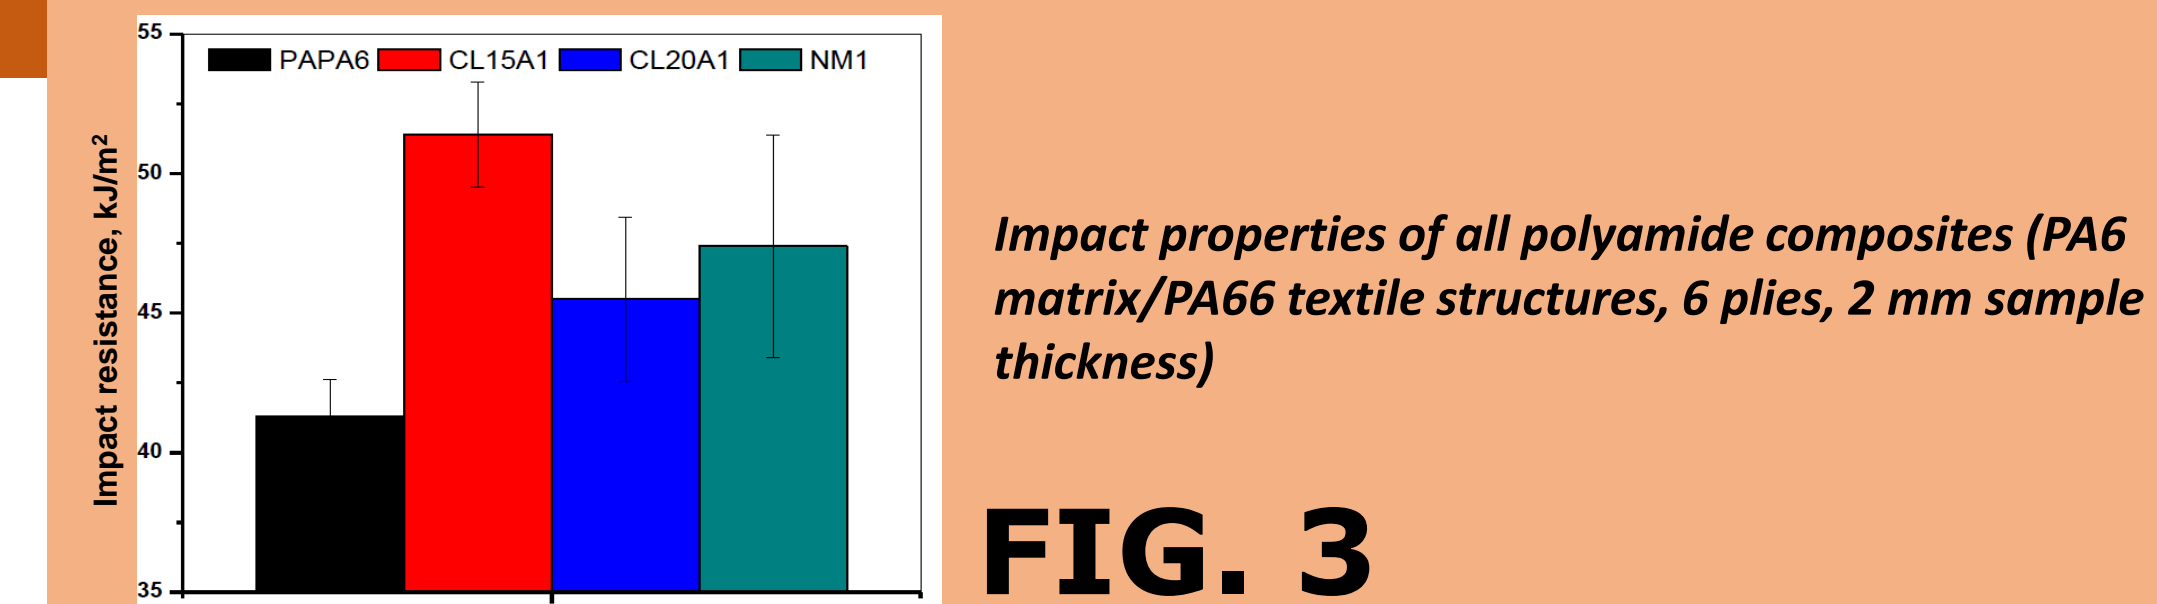 55
PAPA6 CL15A1 CL20A1 NM1
50
45
40
35
Impact resistance, kJ/m²
Impact properties of all polyamide composites (PA6
matrix/PA66 textile structures, 6 plies, 2 mm sample
thickness)
FIG. 3